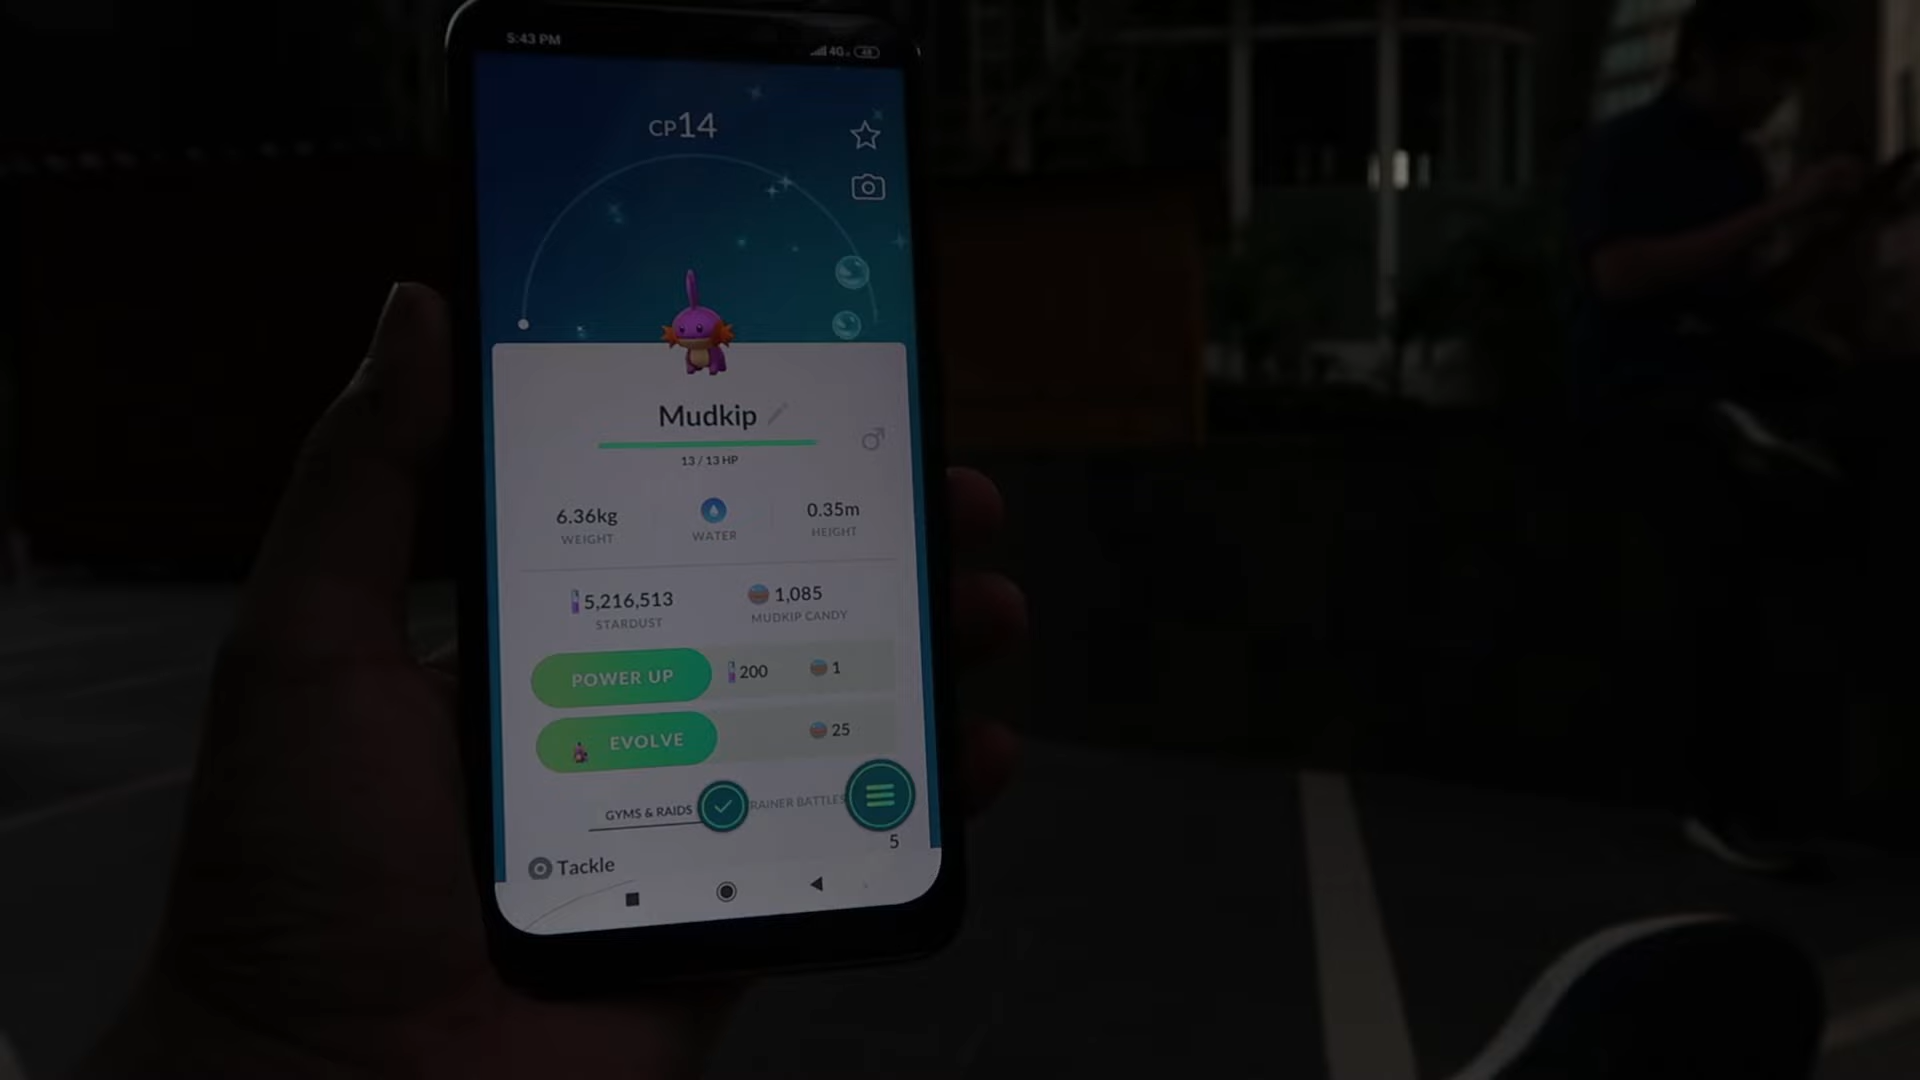 5:43 PM 4G 48
CP14
Mudkip
13 / 13 HP
6.36kg WATER 0.35m
WEIGHT HEIGHT
5,216,513 1,085
STARDUST MUDKIP CANDY
POWER UP 200 1
EVOLVE 25
GYMS & RAIDS RAINER BATTLES
Tackle 5